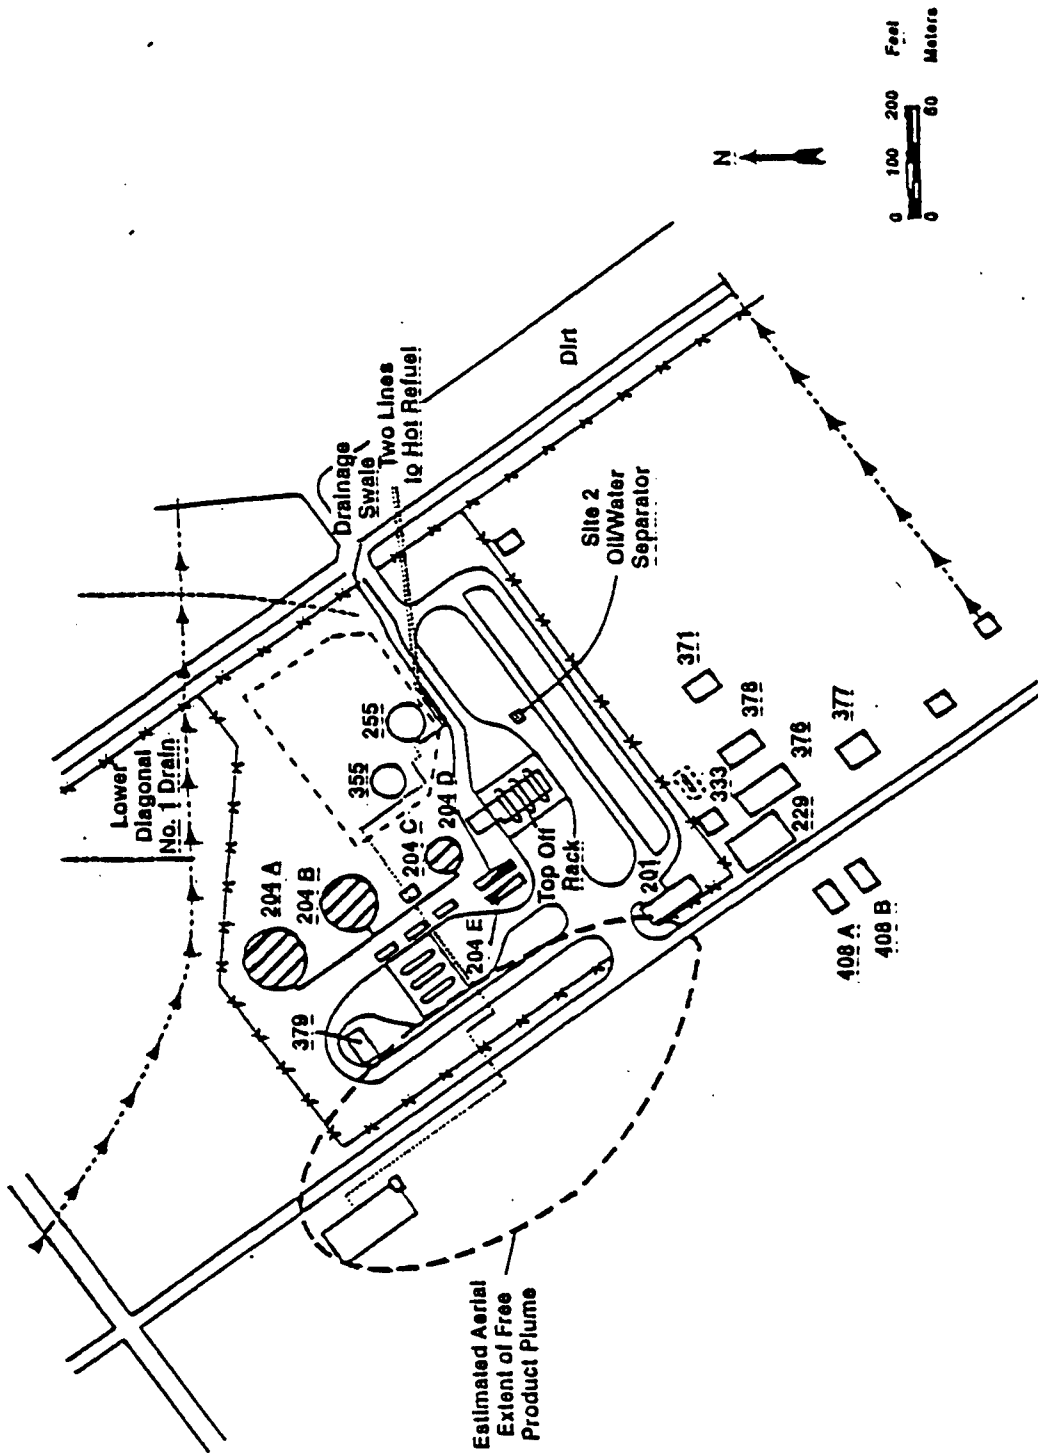 Lower
Diagonal
No. 1 Drain
Drainage
Swale
Two Lines
to Hot Refuel
Dirt
204 A
204 B
204 C
204 D
204 E
355
255
379
Top Off
Rack
201
Site 2
Oil/Water
Separator
371
378
376
377
333
229
408 A
408 B
Estimated Aerial
Extent of Free
Product Plume
N
0 100 200 Feet
0 60 Meters